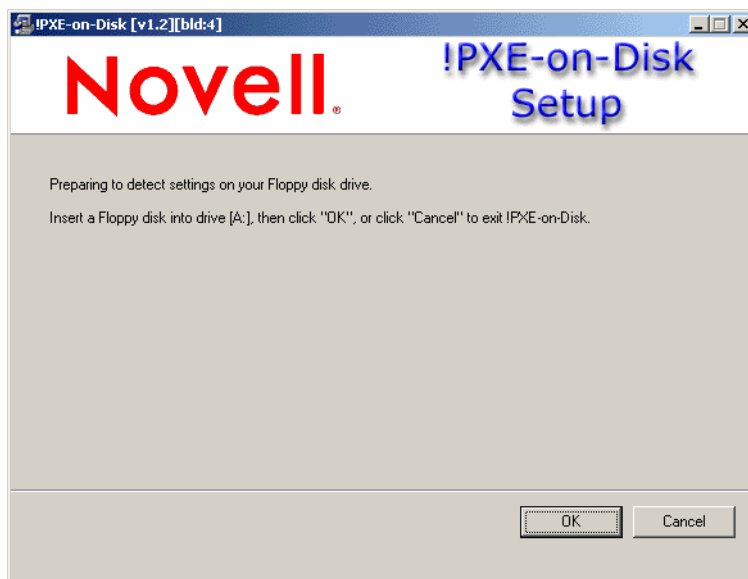 !PXE-on-Disk [v1.2][bld:4]
Novell®
!PXE-on-Disk
Setup
Preparing to detect settings on your Floppy disk drive.
Insert a Floppy disk into drive [A:], then click "OK", or click "Cancel" to exit !PXE-on-Disk.
OK
Cancel